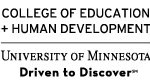 COLLEGE OF EDUCATION
+ HUMAN DEVELOPMENT
UNIVERSITY OF MINNESOTA
Driven to Discover℠